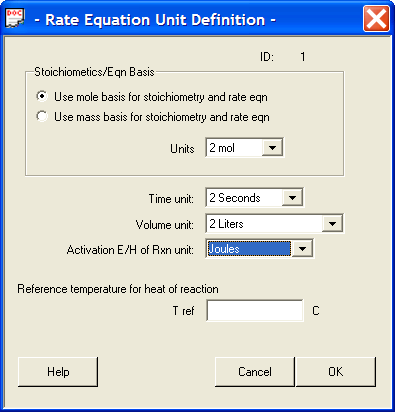 DOC - Rate Equation Unit Definition -
ID: 1
Stoichiometics/Eqn Basis
Use mole basis for stoichiometry and rate eqn
Use mass basis for stoichiometry and rate eqn
Units 2 mol
Time unit: 2 Seconds
Volume unit: 2 Liters
Activation E/H of Rxn unit: Joules
Reference temperature for heat of reaction
T ref C
Help Cancel OK